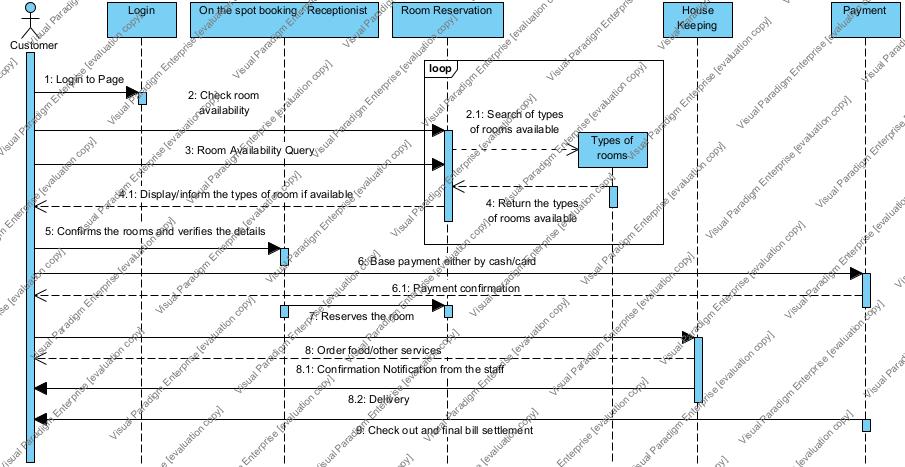 Login
On the spot booking / Receptionist
Room Reservation
House
Keeping
Payment
Customer
loop
1: Login to Page
2: Check room
availability
2.1: Search of types
of rooms available
Types of
rooms
3: Room Availability Query
4.1: Display/inform the types of room if available
4: Return the types
of rooms available
5: Confirms the rooms and verifies the details
6: Base payment either by cash/card
6.1: Payment confirmation
7: Reserves the room
8: Order food/other services
8.1: Confirmation Notification from the staff
8.2: Delivery
9: Check out and final bill settlement
Visual Paradigm Enterprise [evaluation copy]